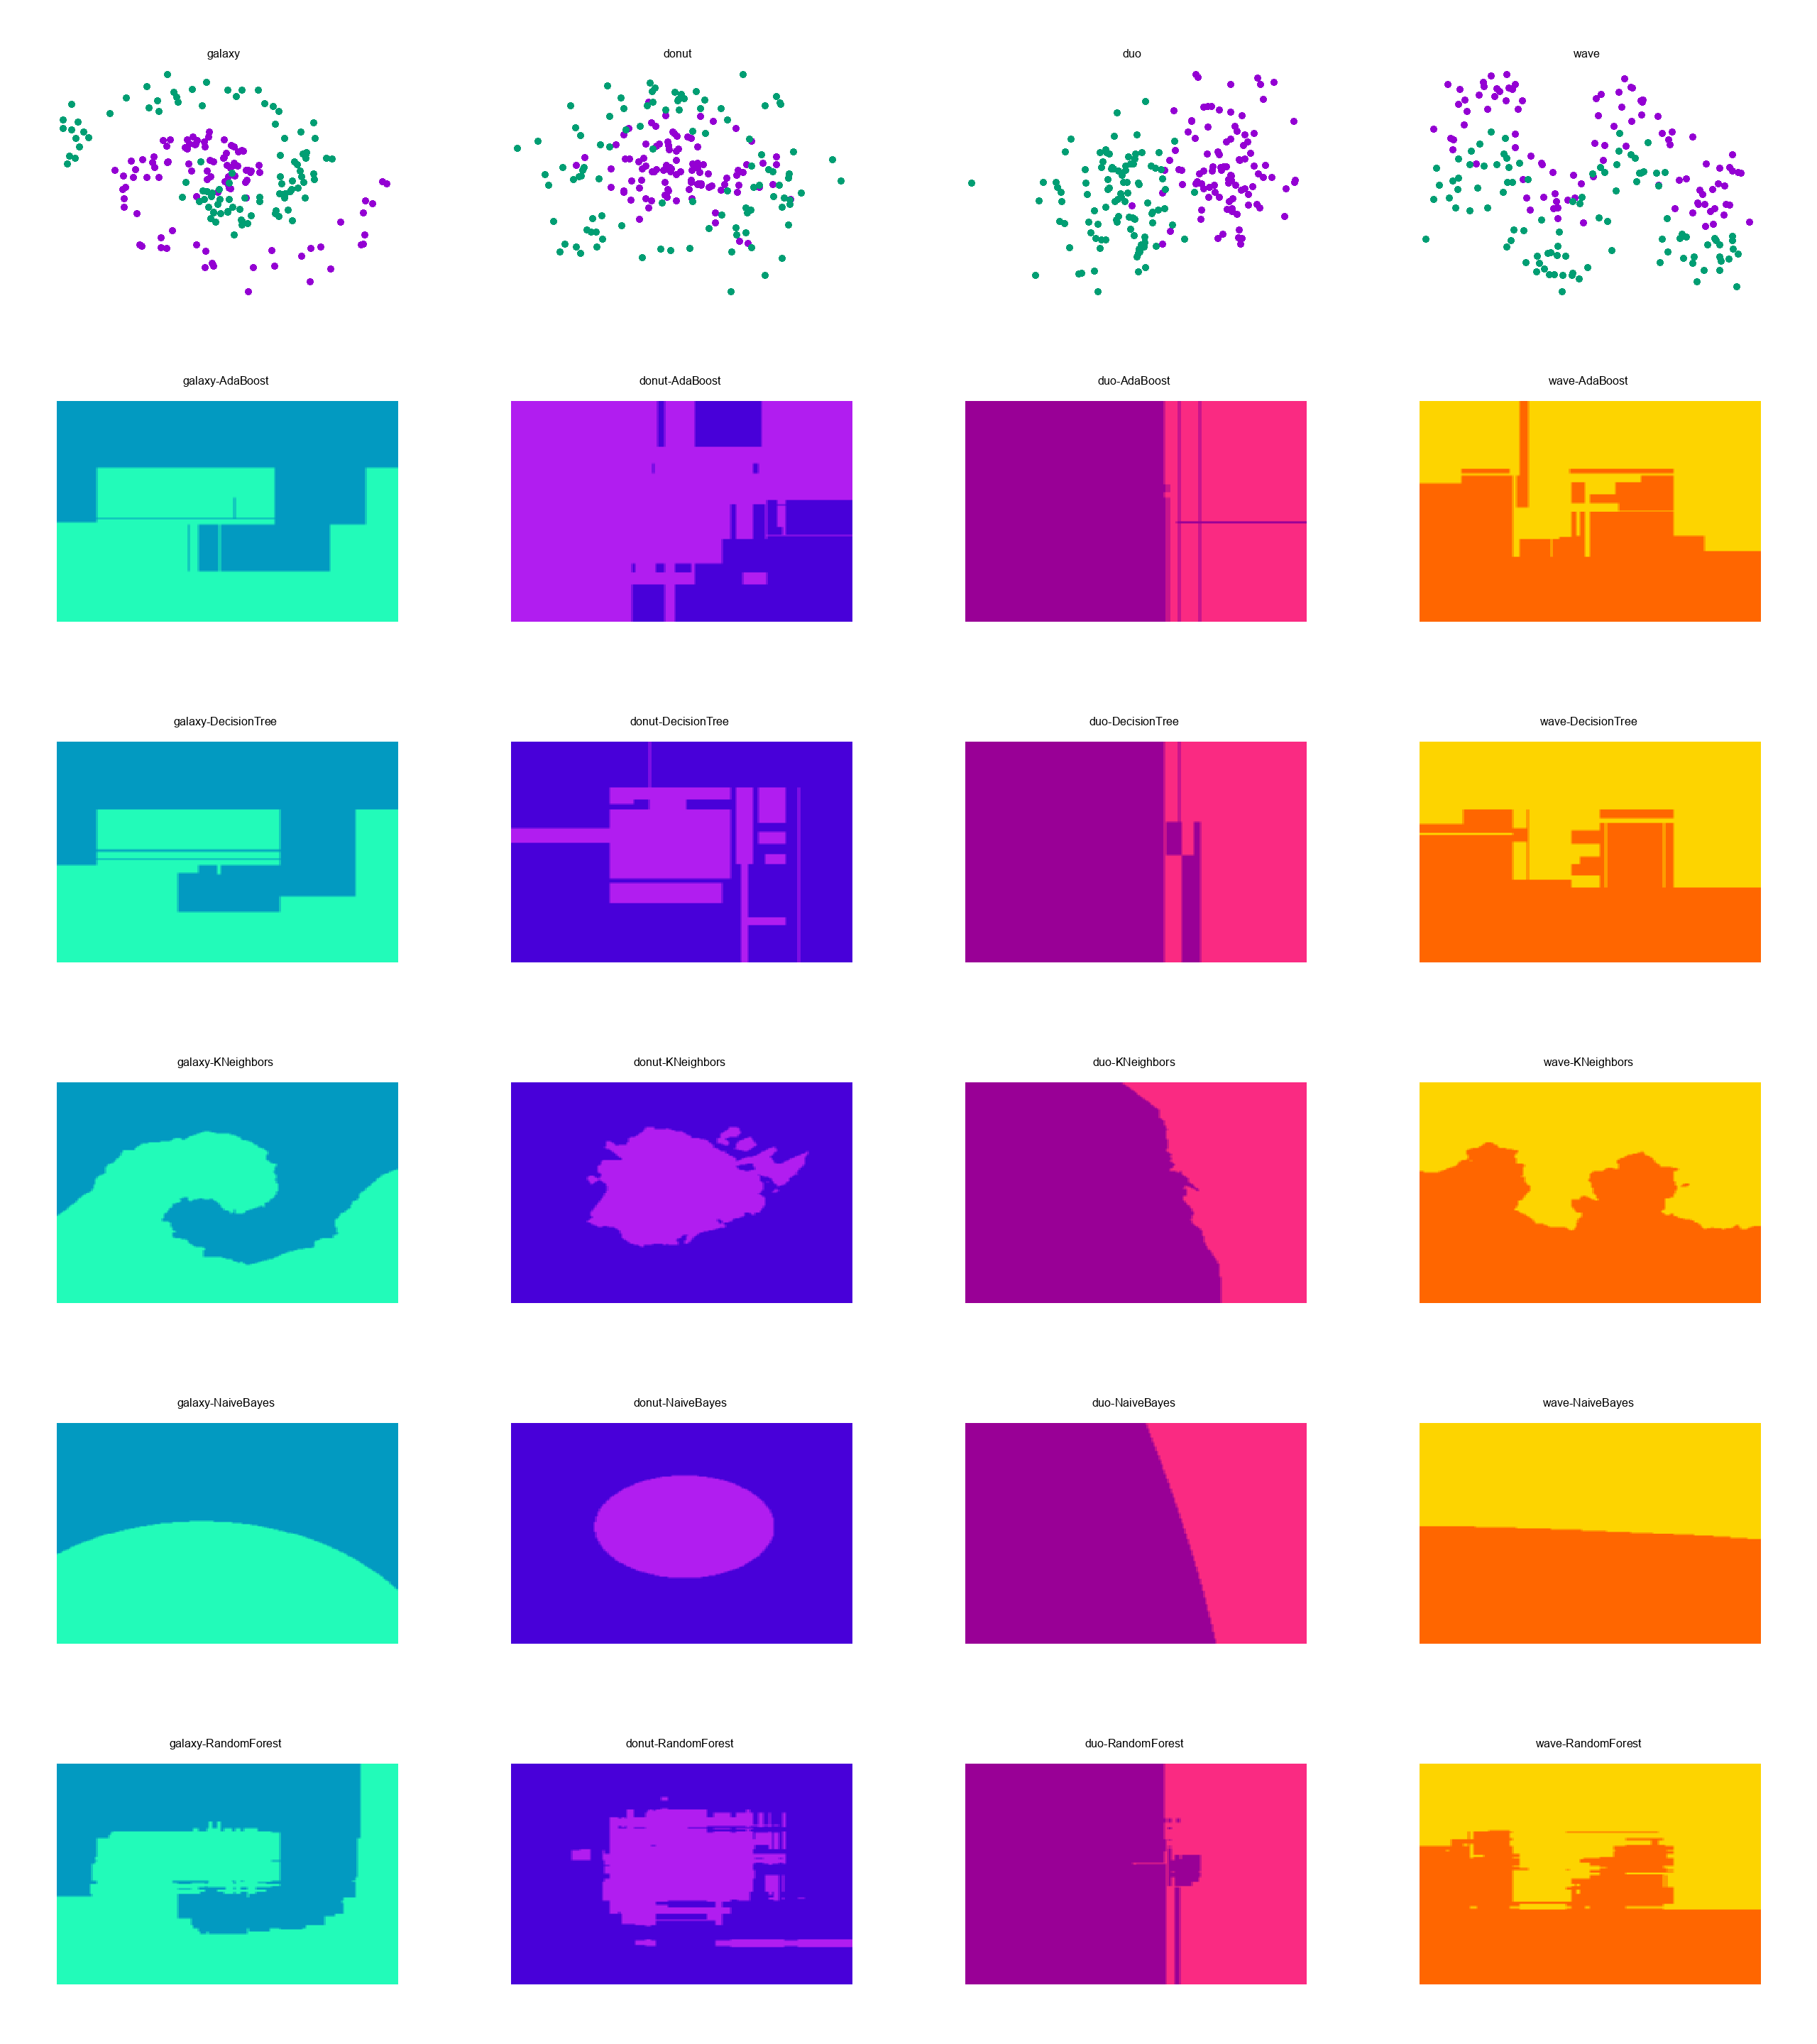 galaxy
donut
duo
wave
galaxy-AdaBoost
donut-AdaBoost
duo-AdaBoost
wave-AdaBoost
galaxy-DecisionTree
donut-DecisionTree
duo-DecisionTree
wave-DecisionTree
galaxy-KNeighbors
donut-KNeighbors
duo-KNeighbors
wave-KNeighbors
galaxy-NaiveBayes
donut-NaiveBayes
duo-NaiveBayes
wave-NaiveBayes
galaxy-RandomForest
donut-RandomForest
duo-RandomForest
wave-RandomForest